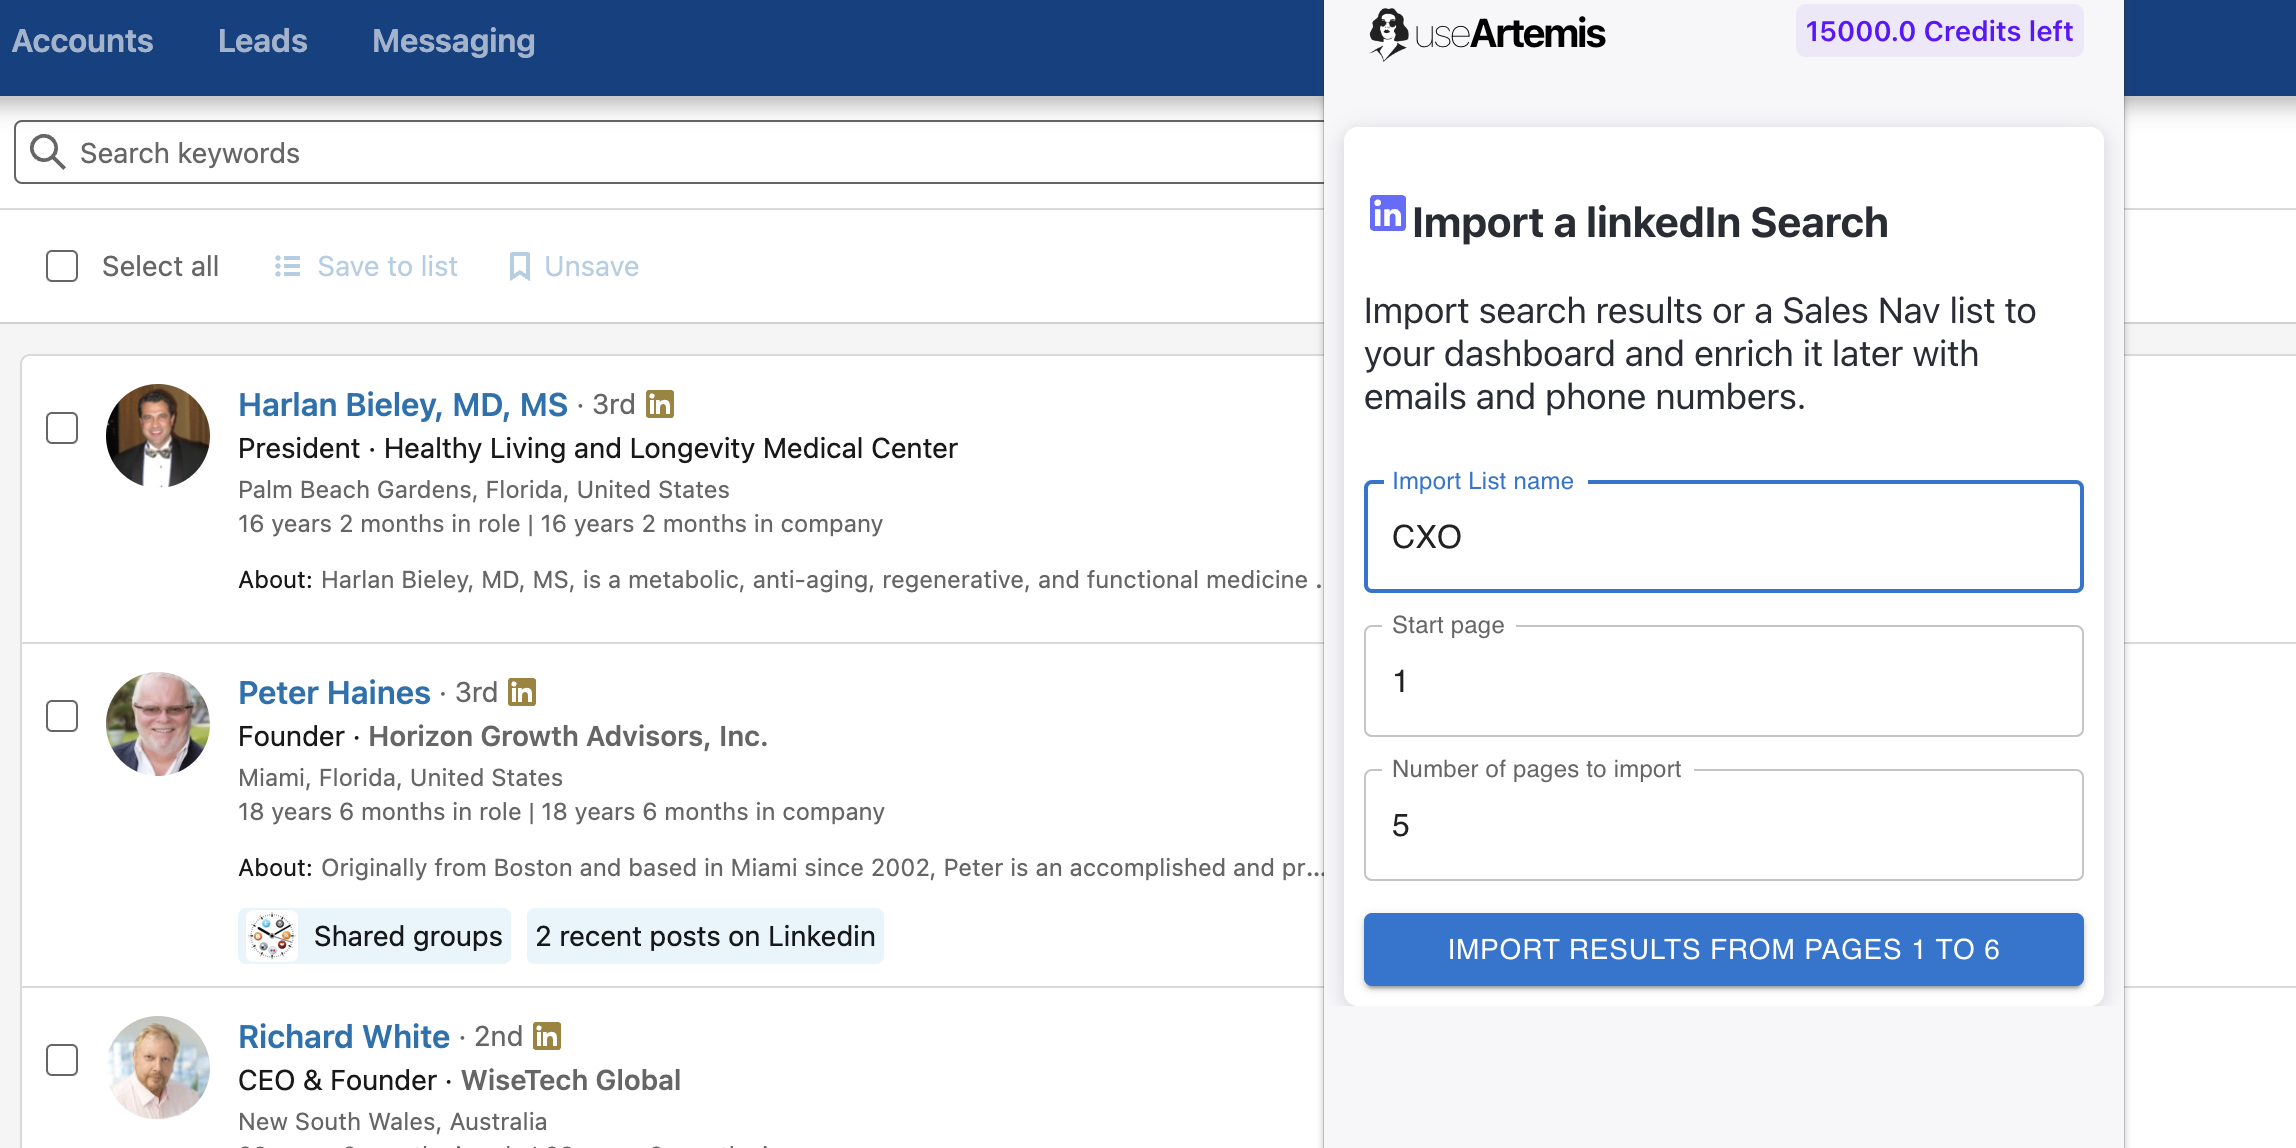 Accounts
Leads
Messaging
useArtemis
15000.0 Credits left
Search keywords
Select all
Save to list
Unsave
Harlan Bieley, MD, MS · 3rd in
President · Healthy Living and Longevity Medical Center
Palm Beach Gardens, Florida, United States
16 years 2 months in role | 16 years 2 months in company
About: Harlan Bieley, MD, MS, is a metabolic, anti-aging, regenerative, and functional medicine .
Peter Haines · 3rd in
Founder · Horizon Growth Advisors, Inc.
Miami, Florida, United States
18 years 6 months in role | 18 years 6 months in company
About: Originally from Boston and based in Miami since 2002, Peter is an accomplished and pr...
Shared groups
2 recent posts on Linkedin
Richard White · 2nd in
CEO & Founder · WiseTech Global
New South Wales, Australia
in Import a linkedIn Search
Import search results or a Sales Nav list to
your dashboard and enrich it later with
emails and phone numbers.
Import List name
CXO
Start page
1
Number of pages to import
5
IMPORT RESULTS FROM PAGES 1 TO 6